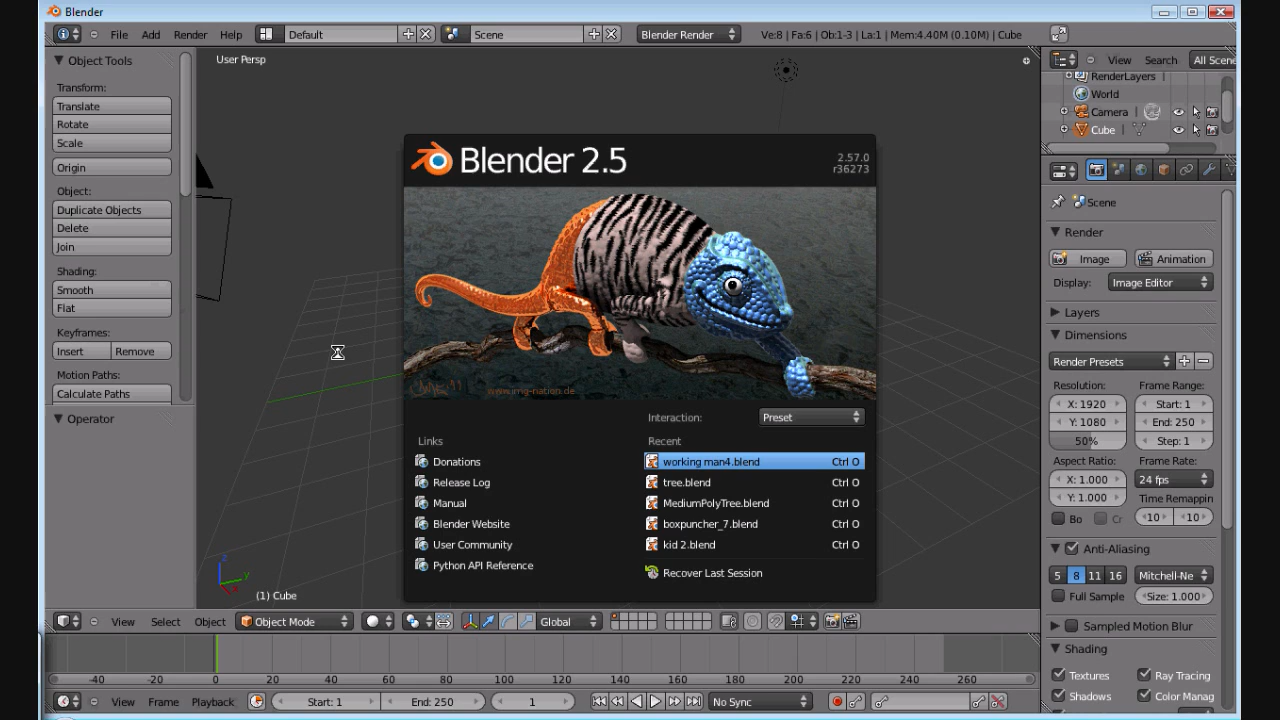 Blender
File Add Render Help Default Scene Blender Render Ve:8 | Fa:6 | Ob:1-3 | La:1 | Mem:4.40M (0.10M) | Cube
Object Tools
Transform:
Translate
Rotate
Scale
Origin
Object:
Duplicate Objects
Delete
Join
Shading:
Smooth
Flat
Keyframes:
Insert Remove
Motion Paths:
Calculate Paths
Operator
User Persp
Blender 2.5
2.57.0
r36273
www.img-nation.de
Interaction: Preset
Links
Donations
Release Log
Manual
Blender Website
User Community
Python API Reference
Recent
working man4.blend Ctrl O
tree.blend Ctrl O
MediumPolyTree.blend Ctrl O
boxpuncher_7.blend Ctrl O
kid 2.blend Ctrl O
Recover Last Session
z
y
x
(1) Cube
View Select Object Object Mode Global
-40 -20 0 20 40 60 80 100 120 140 160 180 200 220 240 260
View Frame Playback Start: 1 End: 250 1 No Sync
View Search All Scene
RenderLayers
World
Camera
Cube
Scene
Render
Image Animation
Display: Image Editor
Layers
Dimensions
Render Presets
Resolution: Frame Range:
X: 1920 Start: 1
Y: 1080 End: 250
50% Step: 1
Aspect Ratio: Frame Rate:
X: 1.000 24 fps
Y: 1.000 Time Remappin
Bo Cr 10 10
Anti-Aliasing
5 8 11 16 Mitchell-Ne
Full Sample Size: 1.000
Sampled Motion Blur
Shading
Textures Ray Tracing
Shadows Color Manag